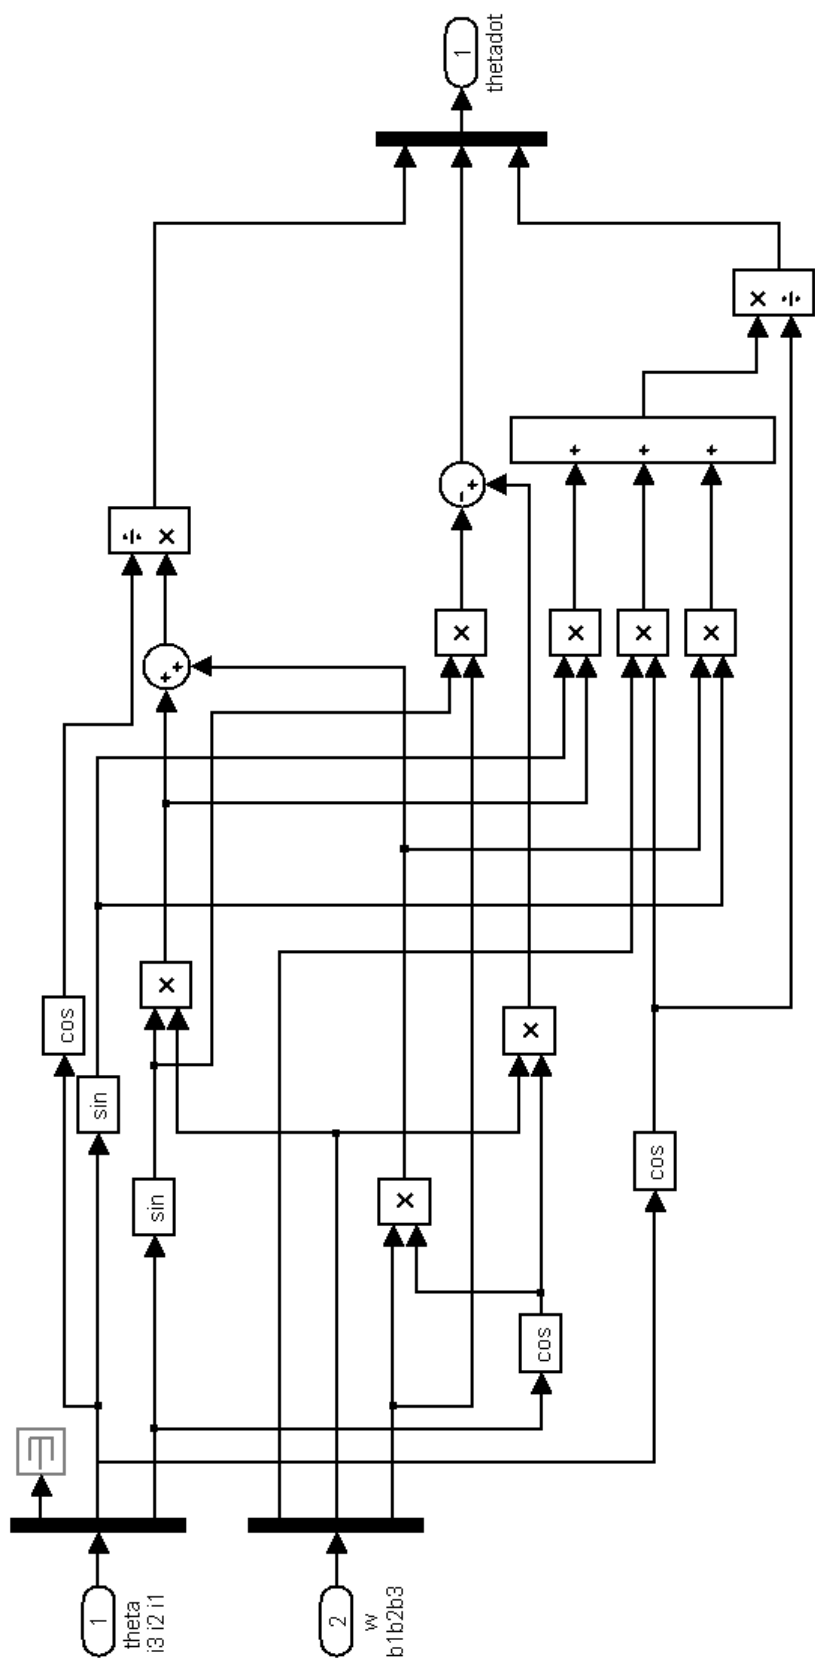 1
theta
i3 i2 i1
2
w
b1b2b3
cos
sin
sin
cos
cos
×
×
×
+
+
÷
×
×
-
+
×
×
×
+
+
+
×
÷
1
thetadot